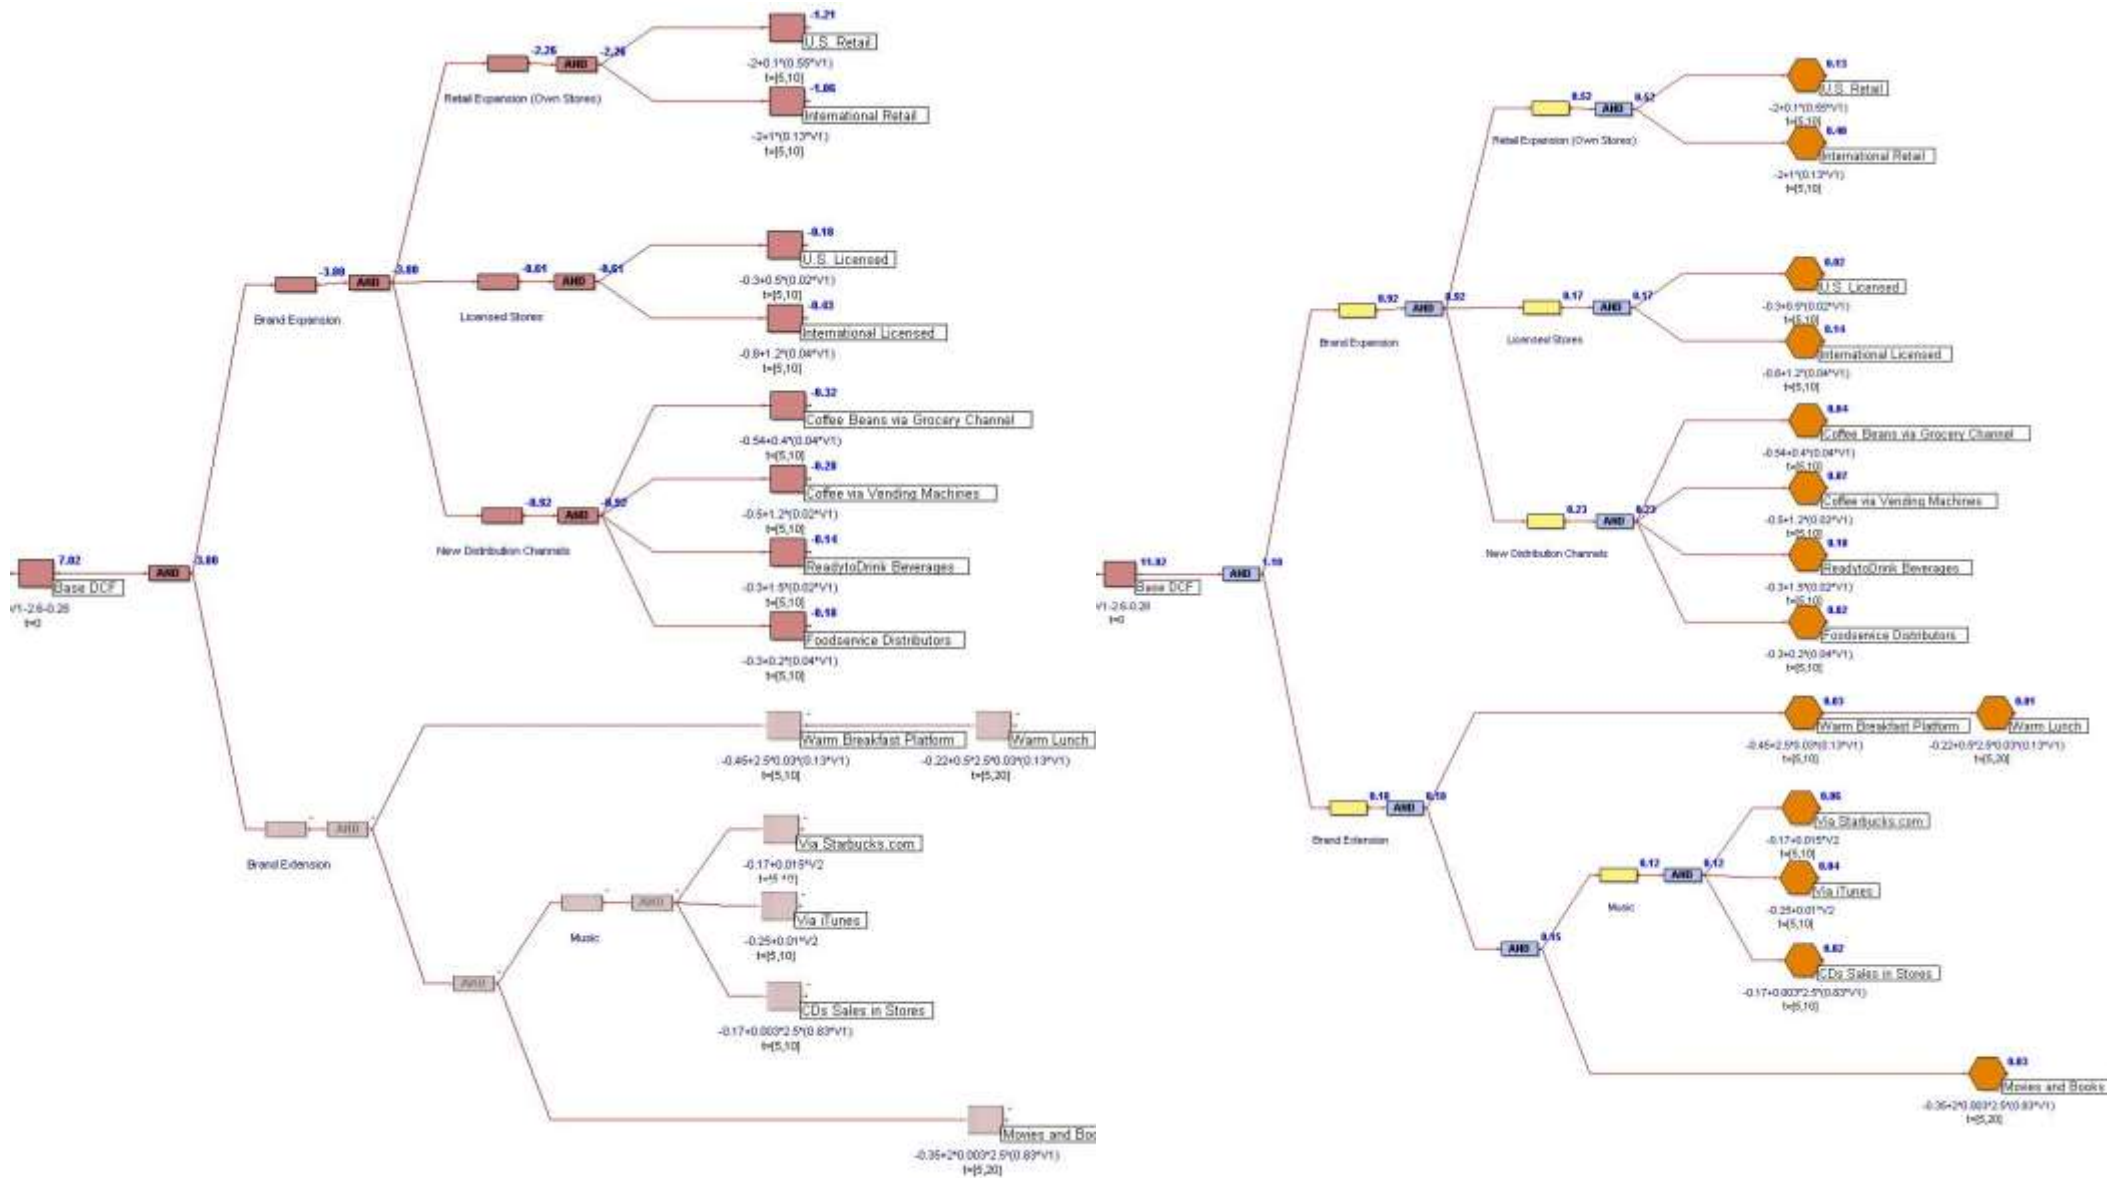 -1.21
U.S. Retail
-2+0.1*(0.55*V1)
t=[5,10]
-2.26
AND
-2.26
Retail Expansion (Own Stores)
-1.06
International Retail
-2+1*(0.13*V1)
t=[5,10]
-0.18
U.S. Licensed
-0.3+0.5*(0.02*V1)
t=[5,10]
-3.80
AND
-3.80
Brand Expansion
-0.61
AND
-0.61
Licensed Stores
-0.43
International Licensed
-0.8+1.2*(0.04*V1)
t=[5,10]
-0.32
Coffee Beans via Grocery Channel
-0.54+0.4*(0.04*V1)
t=[5,10]
-0.28
Coffee via Vending Machines
-0.5+1.2*(0.02*V1)
t=[5,10]
-0.92
AND
-0.92
New Distribution Channels
-0.14
ReadytoDrink Beverages
-0.3+1.5*(0.02*V1)
t=[5,10]
-0.18
Foodservice Distributors
-0.3+0.2*(0.04*V1)
t=[5,10]
7.02
Base DCF
V1-2.6-0.28
t=0
AND
-3.80
Warm Breakfast Platform
-0.45+2.5*0.03*(0.13*V1)
t=[5,10]
Warm Lunch
-0.22+0.5*2.5*0.03*(0.13*V1)
t=[5,20]
AND
Brand Extension
Via Starbucks.com
-0.17+0.015*V2
t=[5,10]
AND
Music
Via iTunes
-0.25+0.01*V2
t=[5,10]
AND
CDs Sales in Stores
-0.17+0.003*2.5*(0.83*V1)
t=[5,10]
Movies and Boo
-0.35+2*0.003*2.5*(0.83*V1)
t=[5,20]
0.13
U.S. Retail
-2+0.1*(0.55*V1)
t=[5,10]
0.52
AND
0.52
Retail Expansion (Own Stores)
0.40
International Retail
-2+1*(0.13*V1)
t=[5,10]
0.02
U.S. Licensed
-0.3+0.5*(0.02*V1)
t=[5,10]
0.92
AND
0.92
Brand Expansion
0.17
AND
0.17
Licensed Stores
0.14
International Licensed
-0.8+1.2*(0.04*V1)
t=[5,10]
0.04
Coffee Beans via Grocery Channel
-0.54+0.4*(0.04*V1)
t=[5,10]
0.07
Coffee via Vending Machines
-0.5+1.2*(0.02*V1)
t=[5,10]
0.23
AND
0.23
New Distribution Channels
0.10
ReadytoDrink Beverages
-0.3+1.5*(0.02*V1)
t=[5,10]
0.02
Foodservice Distributors
-0.3+0.2*(0.04*V1)
t=[5,10]
11.02
Base DCF
V1-2.6-0.28
t=0
AND
1.10
0.03
Warm Breakfast Platform
-0.45+2.5*0.03*(0.13*V1)
t=[5,10]
0.01
Warm Lunch
-0.22+0.5*2.5*0.03*(0.13*V1)
t=[5,20]
0.18
AND
0.18
Brand Extension
0.06
Via Starbucks.com
-0.17+0.015*V2
t=[5,10]
0.12
AND
0.12
Music
0.04
Via iTunes
-0.25+0.01*V2
t=[5,10]
AND
0.15
0.02
CDs Sales in Stores
-0.17+0.003*2.5*(0.83*V1)
t=[5,10]
0.03
Movies and Books
-0.35+2*0.003*2.5*(0.83*V1)
t=[5,20]